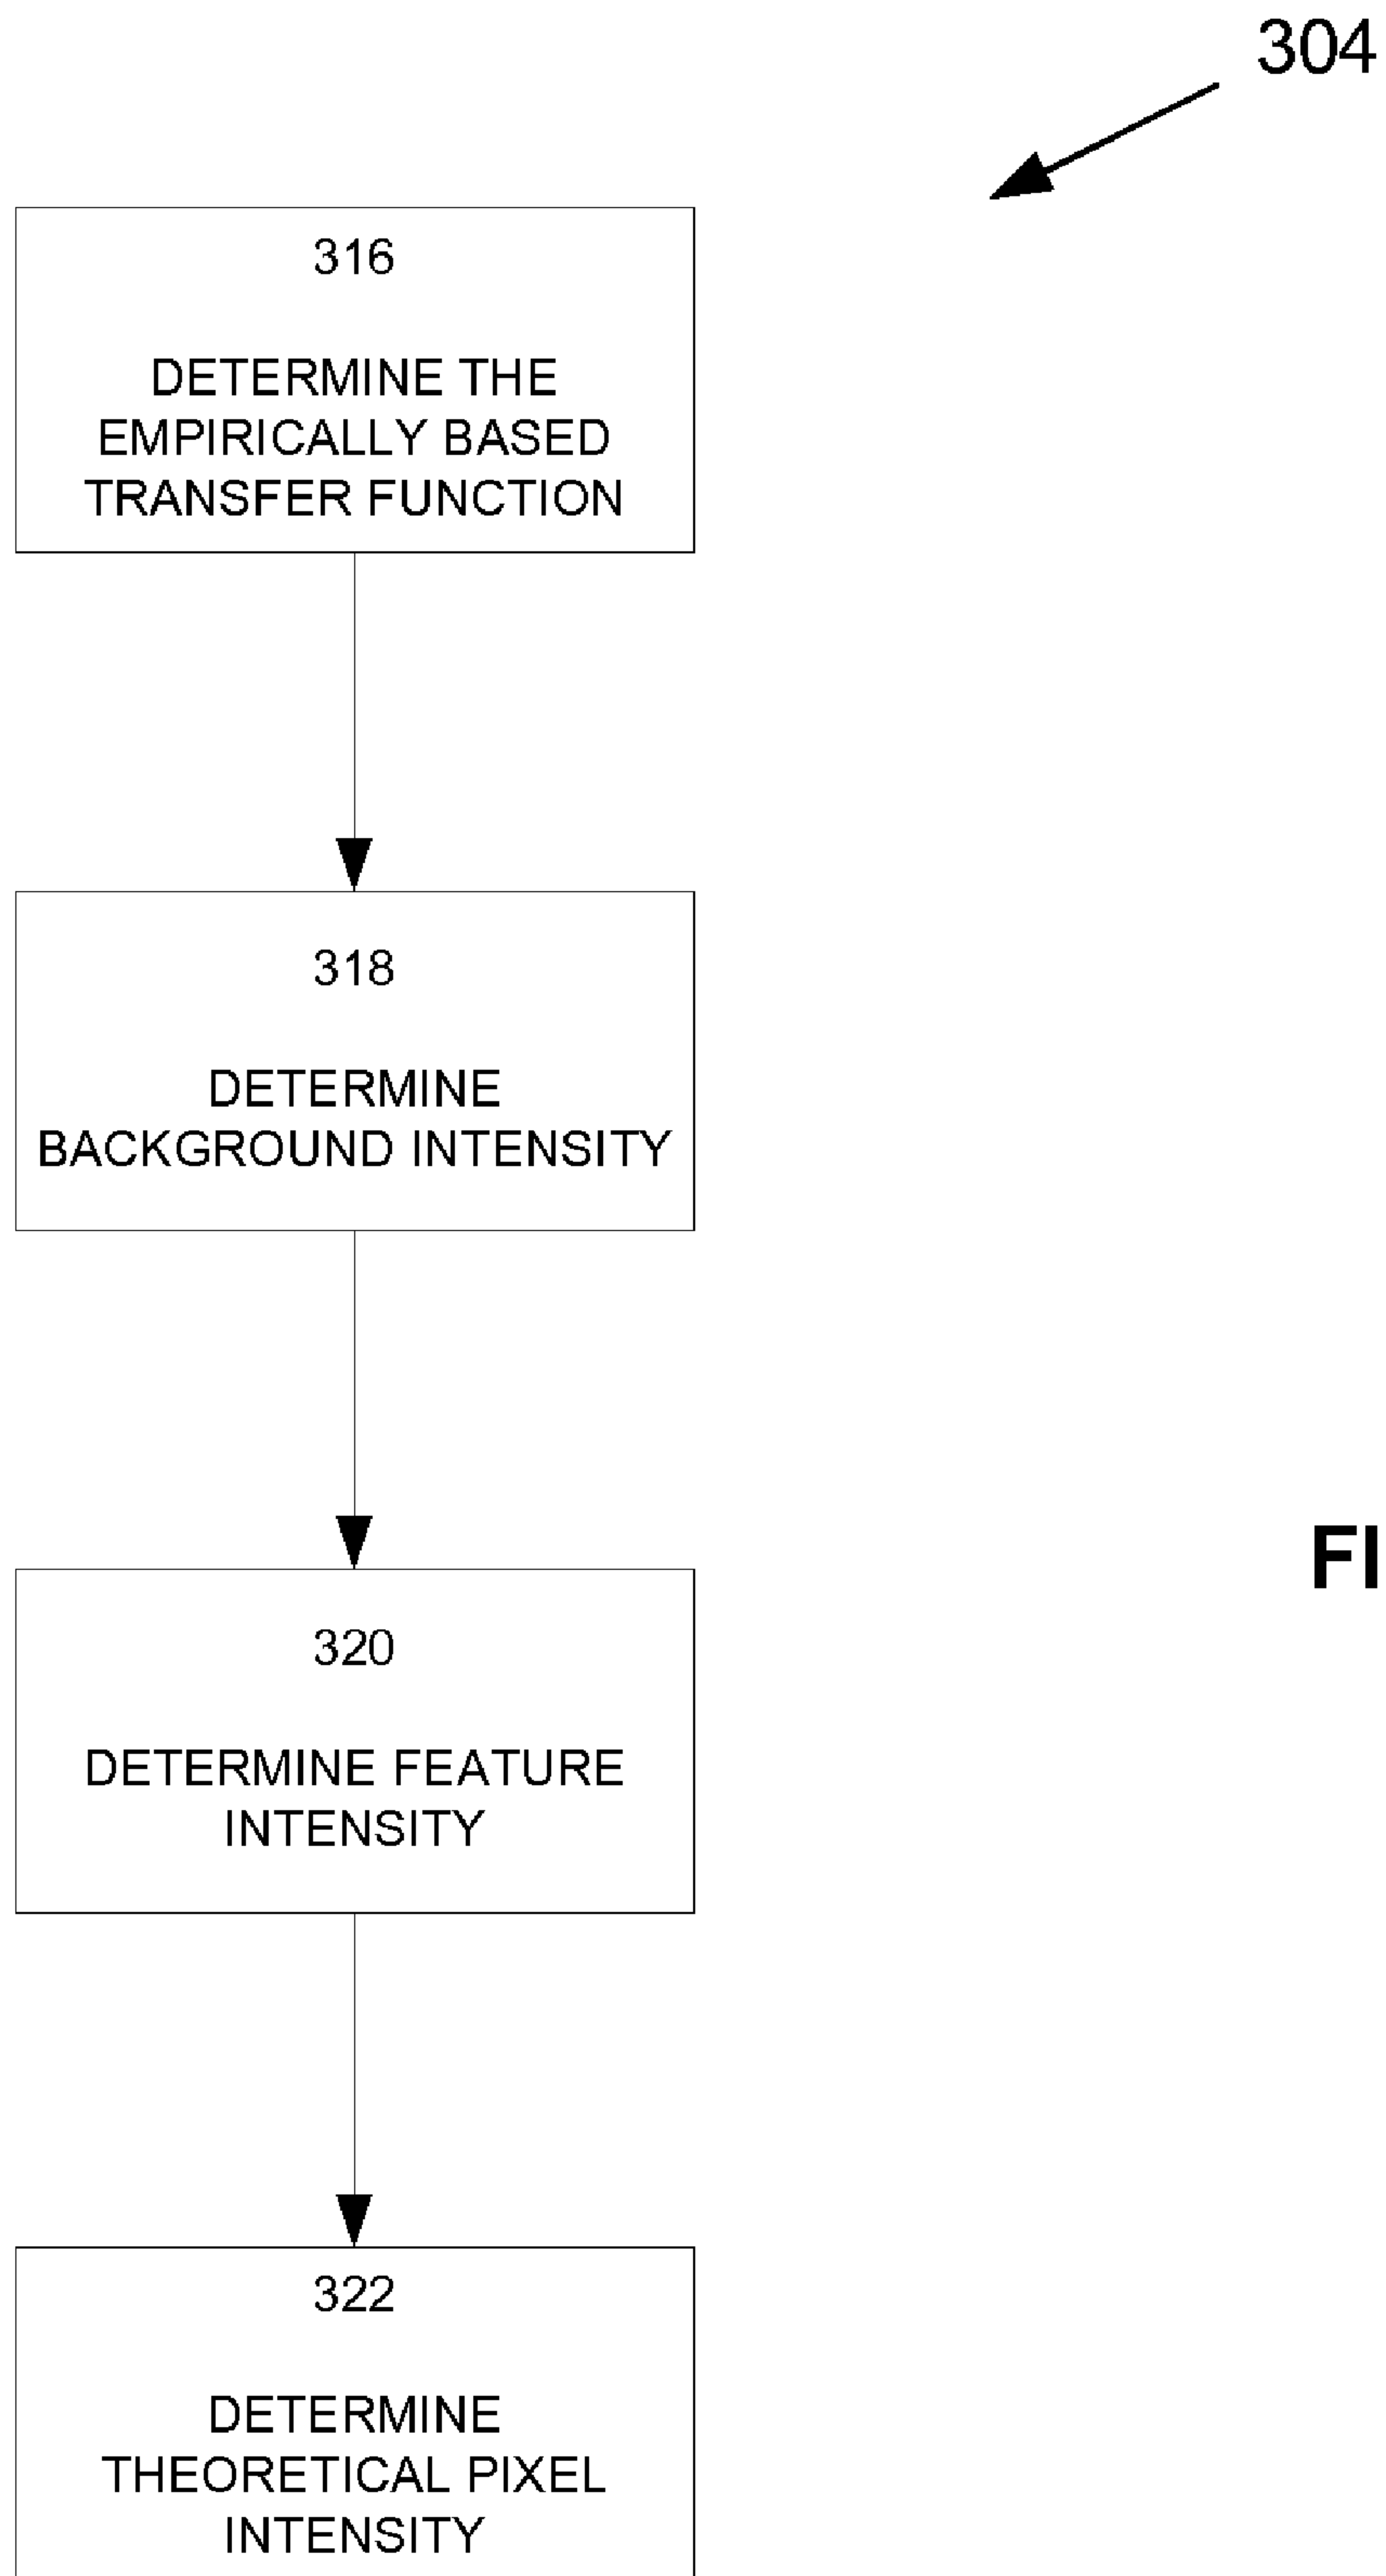 304
316
DETERMINE THE
EMPIRICALLY BASED
TRANSFER FUNCTION
318
DETERMINE
BACKGROUND INTENSITY
320
DETERMINE FEATURE
INTENSITY
FI
322
DETERMINE
THEORETICAL PIXEL
INTENSITY